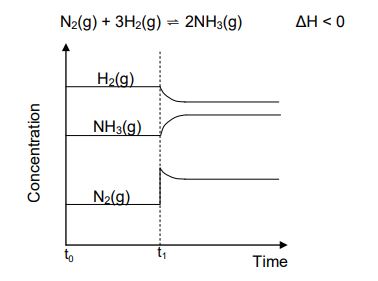 N₂(g) + 3H₂(g) ⇌ 2NH₃(g) ΔH < 0
H₂(g)
NH₃(g)
N₂(g)
Concentration
t₀ t₁
Time